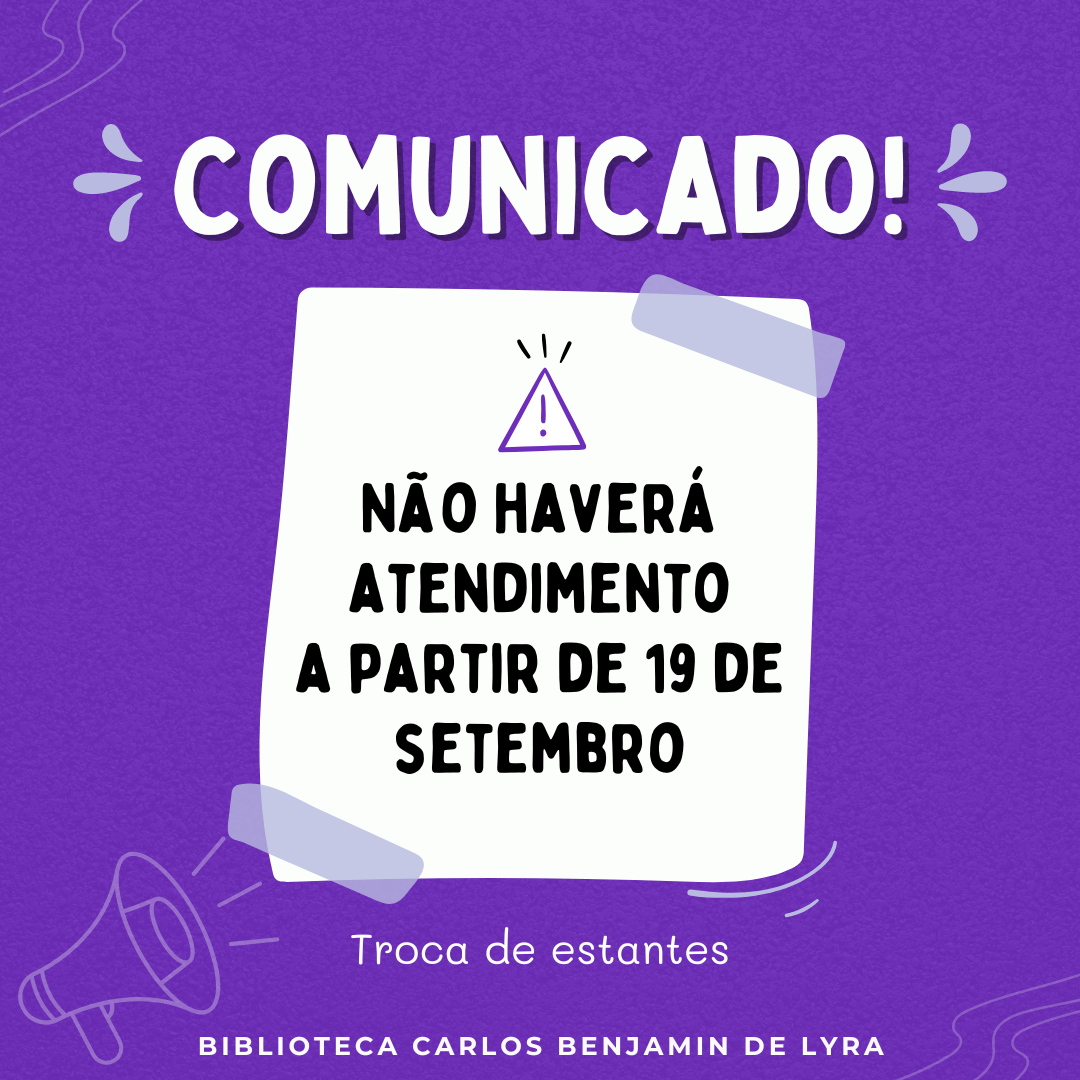 COMUNICADO!
NÃO HAVERÁ
ATENDIMENTO
A PARTIR DE 19 DE
SETEMBRO
Troca de estantes
BIBLIOTECA CARLOS BENJAMIN DE LYRA